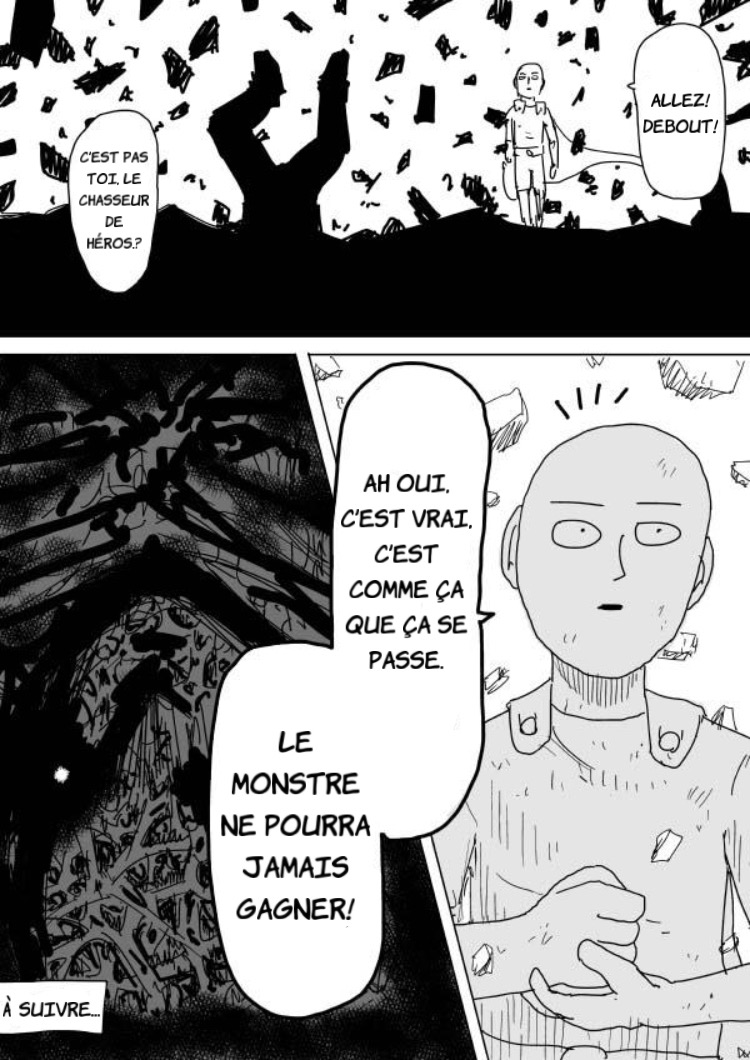 ALLEZ!
DEBOUT!
C'EST PAS
TOI, LE
CHASSEUR
DE
HÉROS.?
AH OUI,
C'EST VRAI,
C'EST
COMME ÇA
QUE ÇA SE
PASSE.
LE
MONSTRE
NE POURRA
JAMAIS
GAGNER!
À SUIVRE...